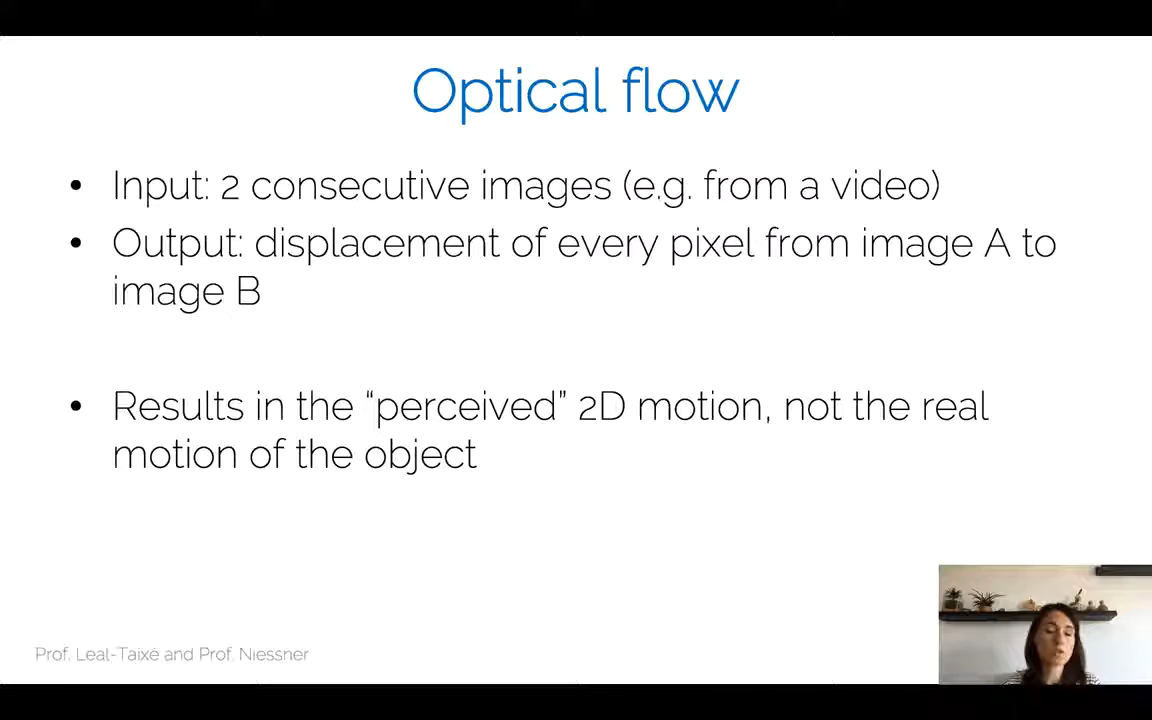 Optical flow
• Input: 2 consecutive images (e.g. from a video)
• Output: displacement of every pixel from image A to
image B
• Results in the “perceived” 2D motion, not the real
motion of the object
Prof. Leal-Taixé and Prof. Niessner